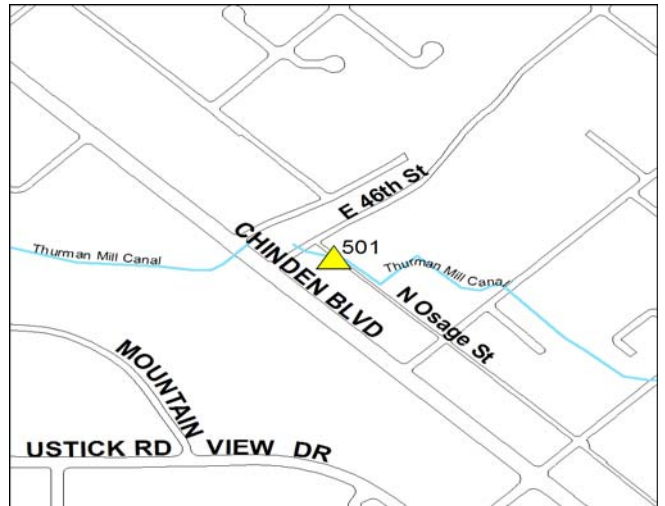 E 46th St
501
Thurman Mill Canal
CHINDEN BLVD
Thurman Mill Canal
N Osage St
MOUNTAIN
USTICK RD VIEW DR